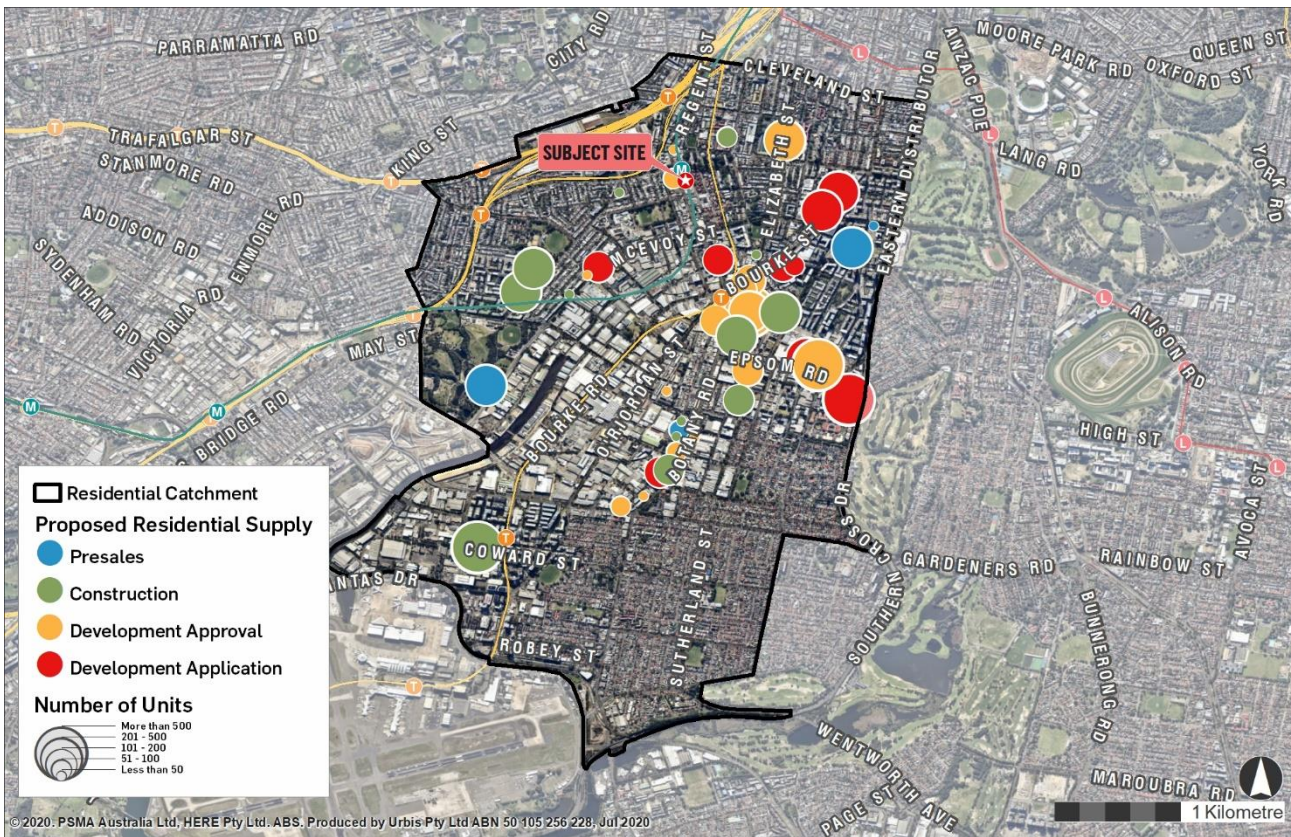 PARRAMATTA RD
CITY RD
REGENT ST
CLEVELAND ST
ANZAC PDE
MOORE PARK RD
QUEEN ST
OXFORD ST
TRAFALGAR ST
STANMORE RD
KING ST
SUBJECT SITE
ELIZABETH ST
EASTERN DISTRIBUTOR
LANG RD
YORK RD
ADDISON RD
ENMORE RD
SYDENHAM RD
VICTORIA RD
MCEVOY ST
BOURKE ST
MAY ST
ALISON RD
BRIDGE RD
EPSOM RD
BOURKE RD
O'RIORDAN ST
BOTANY RD
HIGH ST
AVOCA ST
COWARD ST
SOUTHERN CROSS DR
GARDENERS RD
RAINBOW ST
BUNNERONG RD
ROBEY ST
SUTHERLAND ST
WENTWORTH AVE
PAGE ST
MAROUBRA RD
T
T
T
T
T
T
T
T
M
M
L
L
L
L
L
Residential Catchment
Proposed Residential Supply
Presales
Construction
Development Approval
Development Application
Number of Units
More than 500
201 - 500
101 - 200
51 - 100
Less than 50
1 Kilometre
© 2020. PSMA Australia Ltd, HERE Pty Ltd. ABS. Produced by Urbis Pty Ltd ABN 50 105 256 228, Jul 2020